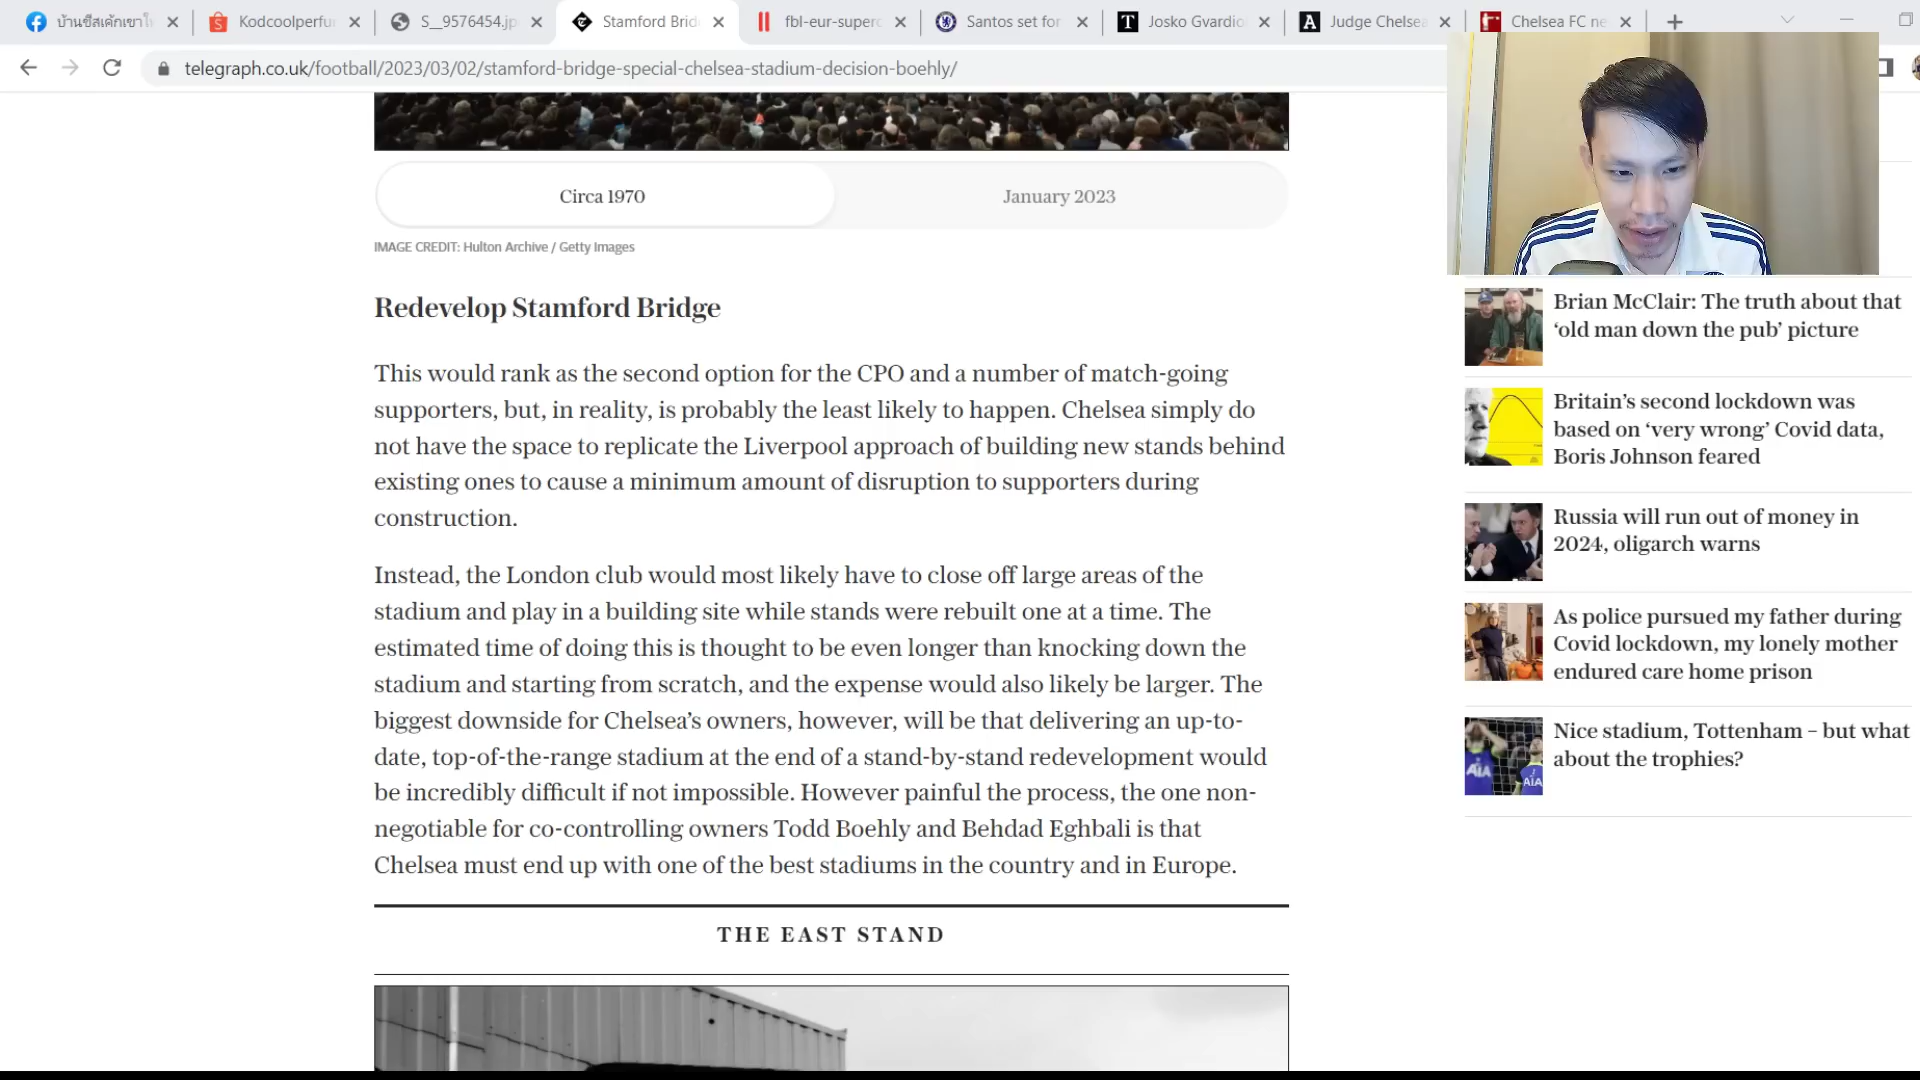 บ้านซีสเค้กเขาใ
Kodcoolperfu
S__9576454.jp
Stamford Brid
fbl-eur-superc
Santos set for
Josko Gvardio
Judge Chelsea
Chelsea FC ne
telegraph.co.uk/football/2023/03/02/stamford-bridge-special-chelsea-stadium-decision-boehly/
Circa 1970
January 2023
IMAGE CREDIT: Hulton Archive / Getty Images
Redevelop Stamford Bridge
This would rank as the second option for the CPO and a number of match-going
supporters, but, in reality, is probably the least likely to happen. Chelsea simply do
not have the space to replicate the Liverpool approach of building new stands behind
existing ones to cause a minimum amount of disruption to supporters during
construction.
Instead, the London club would most likely have to close off large areas of the
stadium and play in a building site while stands were rebuilt one at a time. The
estimated time of doing this is thought to be even longer than knocking down the
stadium and starting from scratch, and the expense would also likely be larger. The
biggest downside for Chelsea’s owners, however, will be that delivering an up-to-
date, top-of-the-range stadium at the end of a stand-by-stand redevelopment would
be incredibly difficult if not impossible. However painful the process, the one non-
negotiable for co-controlling owners Todd Boehly and Behdad Eghbali is that
Chelsea must end up with one of the best stadiums in the country and in Europe.
THE EAST STAND
Brian McClair: The truth about that
‘old man down the pub’ picture
Britain’s second lockdown was
based on ‘very wrong’ Covid data,
Boris Johnson feared
Russia will run out of money in
2024, oligarch warns
As police pursued my father during
Covid lockdown, my lonely mother
endured care home prison
Nice stadium, Tottenham – but what
about the trophies?
AIA
AIA